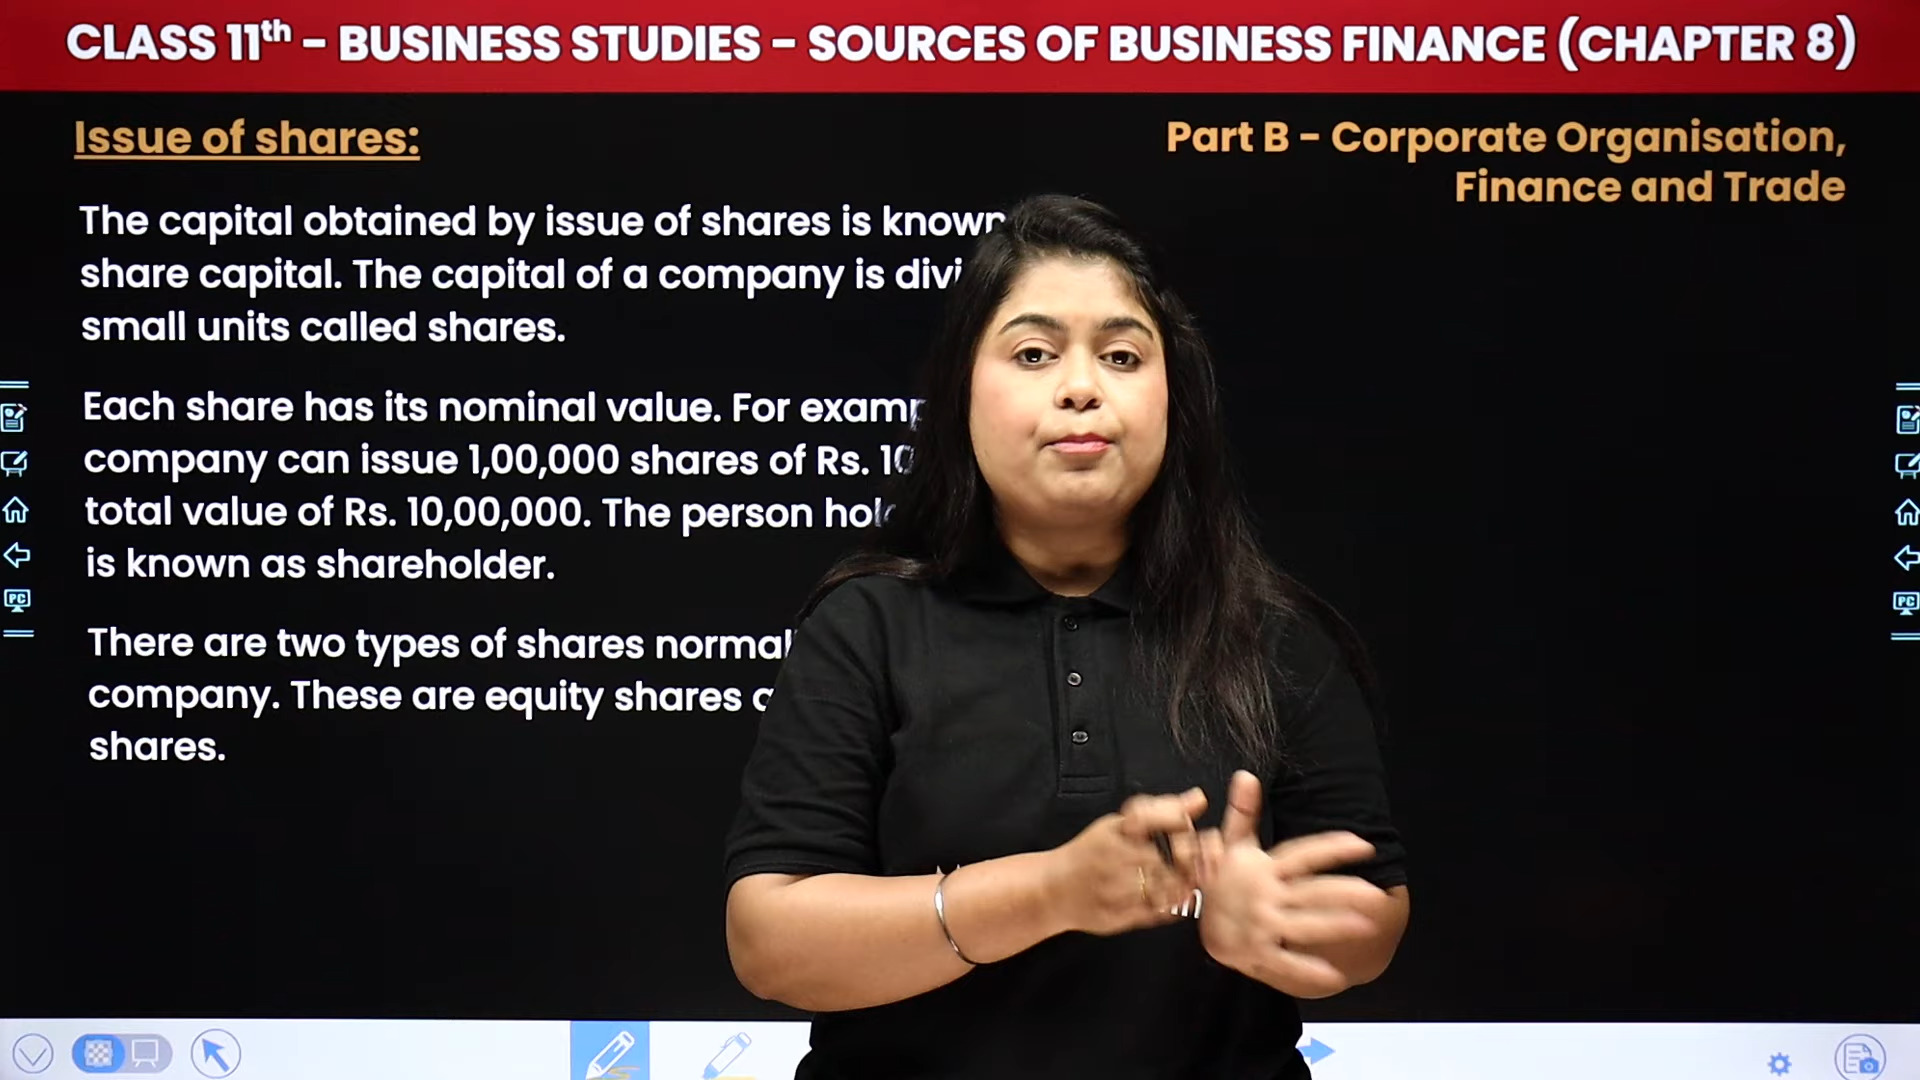 CLASS 11th - BUSINESS STUDIES - SOURCES OF BUSINESS FINANCE (CHAPTER 8)
Issue of shares:
Part B - Corporate Organisation,
Finance and Trade
The capital obtained by issue of shares is known
share capital. The capital of a company is
small units called shares.
Each share has its nominal value. For
company can issue 1,00,000 shares of Rs.
total value of Rs. 10,00,000. The person
is known as shareholder.
There are two types of shares
company. These are equity shares
shares.
PC
PC